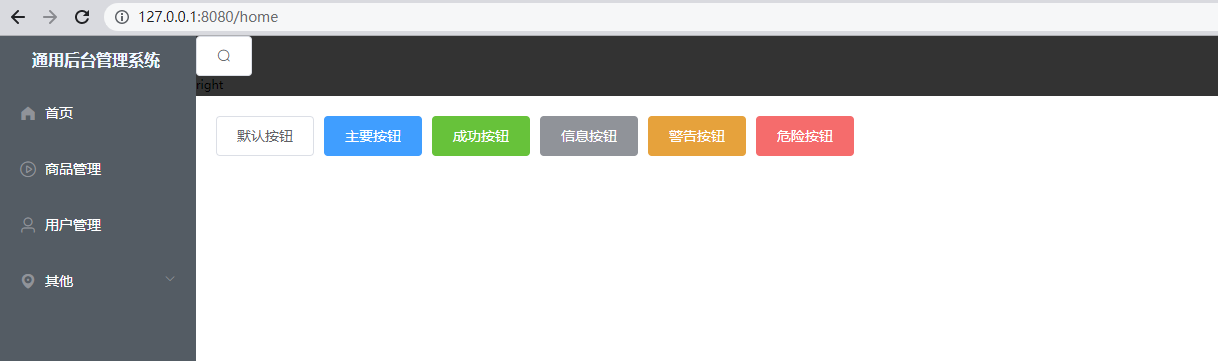 127.0.0.1:8080/home
通用后台管理系统
right
首页
默认按钮 主要按钮 成功按钮 信息按钮 警告按钮 危险按钮
商品管理
用户管理
其他